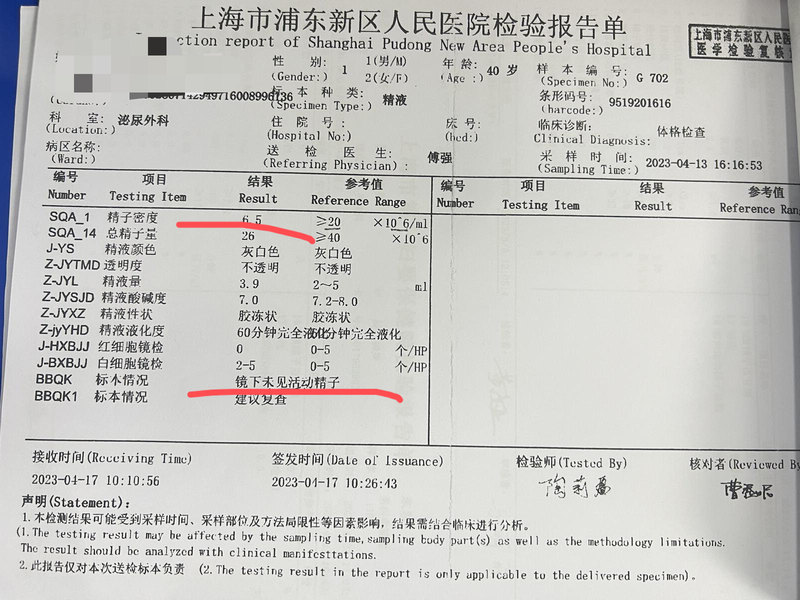 上海市浦东新区人民医院检验报告单
ction report of Shanghai Pudong New Area People's Hospital
上海市浦东新区人民医
医学检验复核
性 别: 1 1(男/M) 年 龄: 40 岁 样 本 编 号: G 702
(Gender:) 2(女/F) (Age :) (Specimen No:)
标 本 种 类: 精液 条形码号: 9519201616
(Specimen Type:) (barcode:)
科 室: 泌尿外科 住 院 号: 床 号: 临床诊断: 体格检查
(Location:) (Hospital No:) (bed:) Clinical Diagnosis:
病区名称: 送 检 医 生: 傅强 采 样 时 间: 2023-04-13 16:16:53
(Ward:) (Referring Physician): (Sampling Time:)
编号 项目 结果 参考值 编号 项目 结果 参考值
Number Testing Item Result Reference Range Number Testing Item Result Reference Ran
SQA_1 精子密度 6.5 ≥20 ×10^6/ml
SQA_14 总精子量 26 ≥40 ×10^6
J-YS 精液颜色 灰白色 灰白色
Z-JYTMD 透明度 不透明 不透明
Z-JYL 精液量 3.9 2~5 ml
Z-JYSJD 精液酸碱度 7.0 7.2-8.0
Z-JYXZ 精液性状 胶冻状 胶冻状
Z-jyYHD 精液液化度 60分钟完全液化 60分钟完全液化
J-HXBJJ 红细胞镜检 0 0-5 个/HP
J-BXBJJ 白细胞镜检 2-5 0-5 个/HP
BBQK 标本情况 镜下未见活动精子
BBQK1 标本情况 建议复查
接收时间(Receiving Time) 签发时间(Date of Issuance) 检验师(Tested By) 核对者(Reviewed By
2023-04-17 10:10:56 2023-04-17 10:26:43
声明(Statement):
1.本检测结果可能受到采样时间、采样部位及方法局限性等因素影响,结果需结合临床进行分析。
(1.The testing result may be affected by the sampling time,sampling body part(s) as well as the methodology limitations.
The result should be analyzed with clinical manifesttations.
2.此报告仅对本次送检标本负责 (2.The testing result in the report is only applicable to the delivered specimen)。